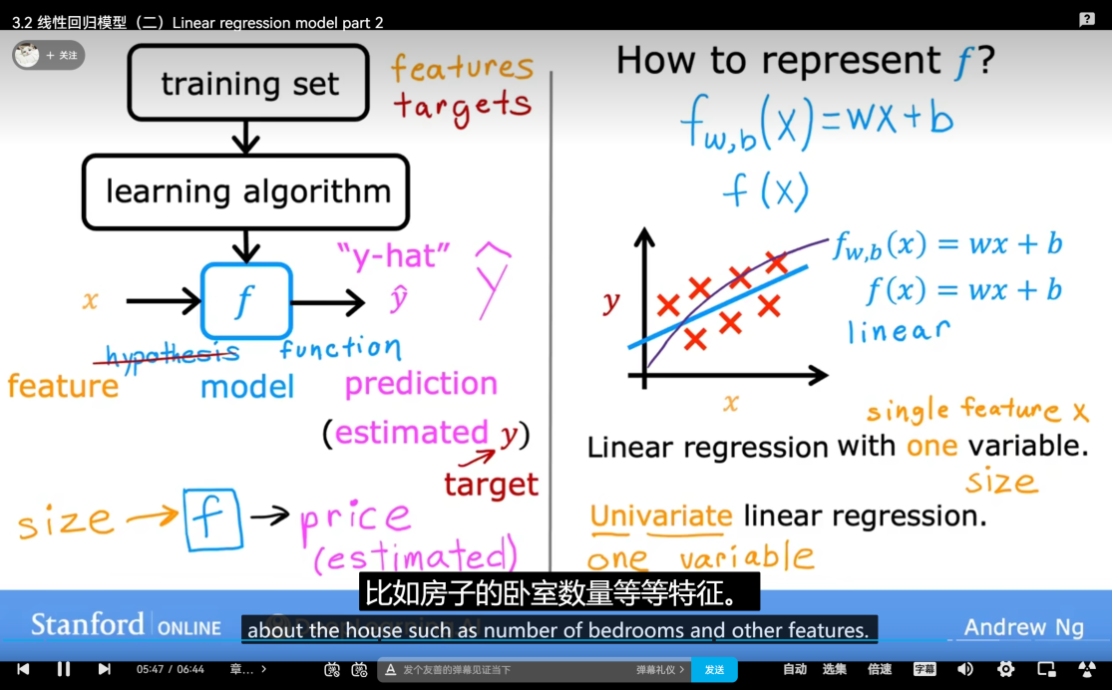 3.2 线性回归模型（二）Linear regression model part 2
+ 关注
training set
features
targets
learning algorithm
"y-hat"
x
f
ŷ
ŷ
hypothesis
function
feature
model
prediction
(estimated y)
target
size → f → price
(estimated)
How to represent f?
f_{w,b}(x) = wx + b
f(x)
y
x
f_{w,b}(x) = wx + b
f(x) = wx + b
linear
single feature x
Linear regression with one variable.
size
Univariate linear regression.
one variable
比如房子的卧室数量等等特征。
about the house such as number of bedrooms and other features.
Stanford | ONLINE
Andrew Ng
05:47 / 06:44
章...
发个友善的弹幕见证当下
弹幕礼仪
发送
自动
选集
倍速
字幕